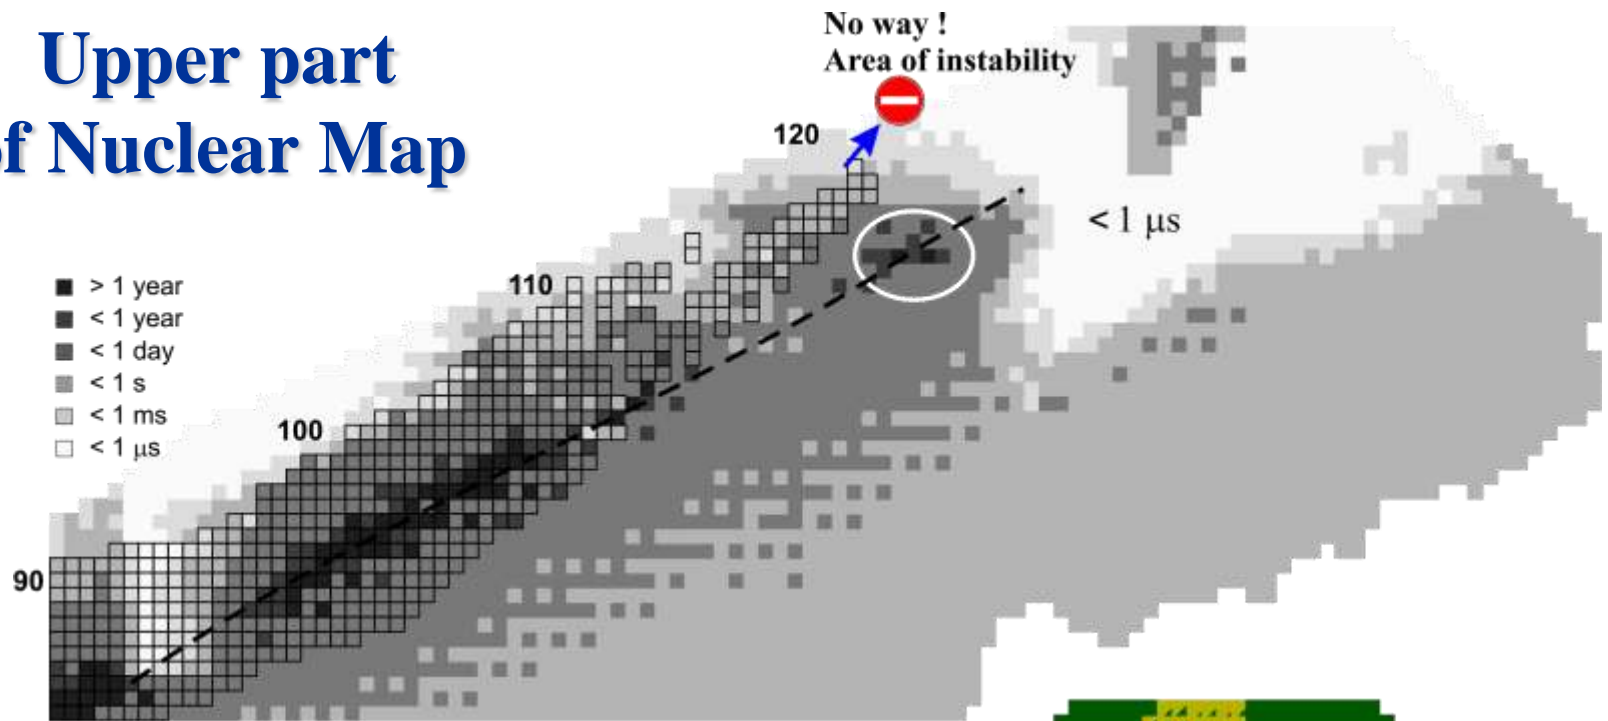 Upper part
of Nuclear Map
No way !
Area of instability
120
< 1 μs
110
> 1 year
< 1 year
< 1 day
< 1 s
< 1 ms
< 1 μs
100
90